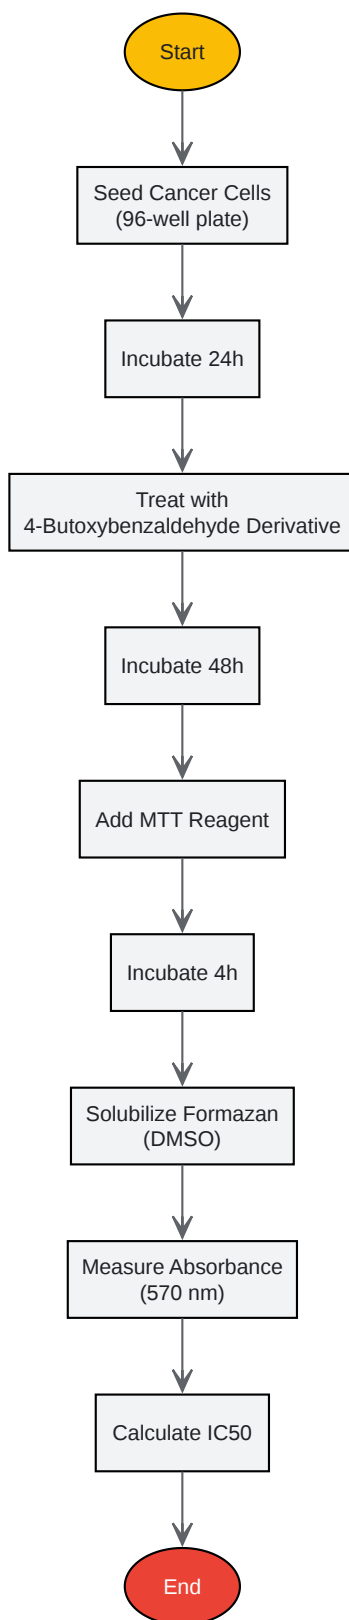 Start
Seed Cancer Cells
(96-well plate)
Incubate 24h
Treat with
4-Butoxybenzaldehyde Derivative
Incubate 48h
Add MTT Reagent
Incubate 4h
Solubilize Formazan
(DMSO)
Measure Absorbance
(570 nm)
Calculate IC50
End